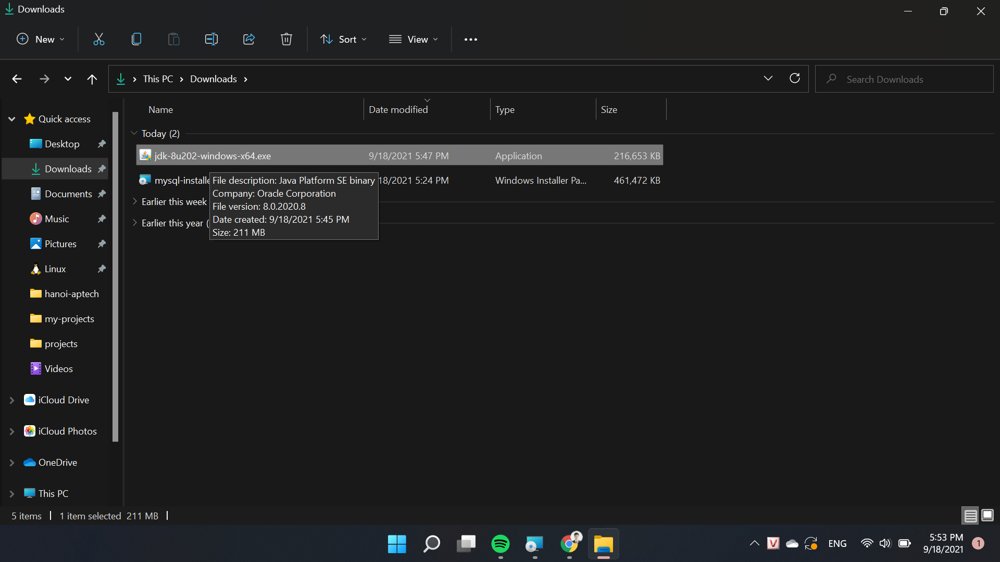 Downloads
New
Sort
View
This PC
Downloads
Search Downloads
Name
Date modified
Type
Size
Quick access
Desktop
Downloads
Documents
Music
Pictures
Linux
hanoi-aptech
my-projects
projects
Videos
iCloud Drive
iCloud Photos
OneDrive
This PC
Today (2)
jdk-8u202-windows-x64.exe 9/18/2021 5:47 PM Application 216,653 KB
mysql-installe 18/2021 5:24 PM Windows Installer Pa... 461,472 KB
Earlier this week
Earlier this year (
File description: Java Platform SE binary
Company: Oracle Corporation
File version: 8.0.2020.8
Date created: 9/18/2021 5:45 PM
Size: 211 MB
5 items 1 item selected 211 MB
V
ENG
5:53 PM
9/18/2021
1